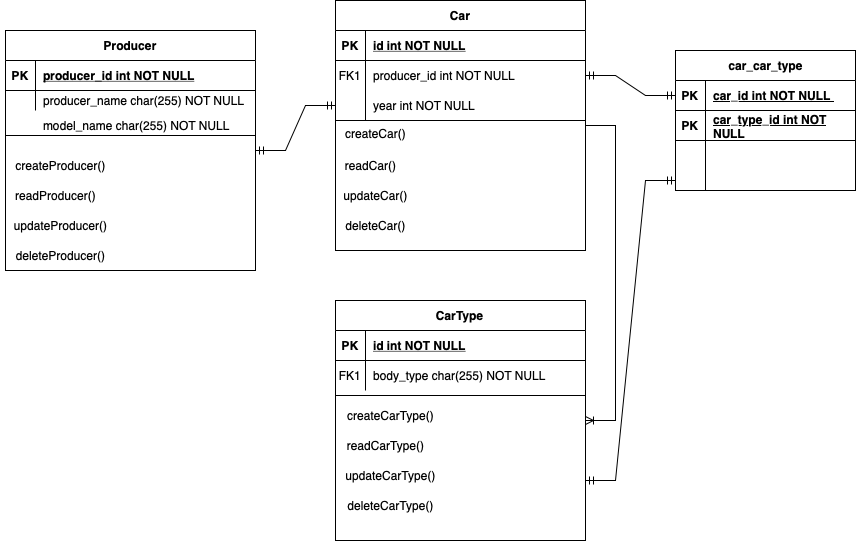 Producer
PK producer_id int NOT NULL
producer_name char(255) NOT NULL
model_name char(255) NOT NULL
createProducer()
readProducer()
updateProducer()
deleteProducer()
Car
PK id int NOT NULL
FK1 producer_id int NOT NULL
year int NOT NULL
createCar()
readCar()
updateCar()
deleteCar()
car_car_type
PK car_id int NOT NULL
PK car_type_id int NOT
NULL
CarType
PK id int NOT NULL
FK1 body_type char(255) NOT NULL
createCarType()
readCarType()
updateCarType()
deleteCarType()